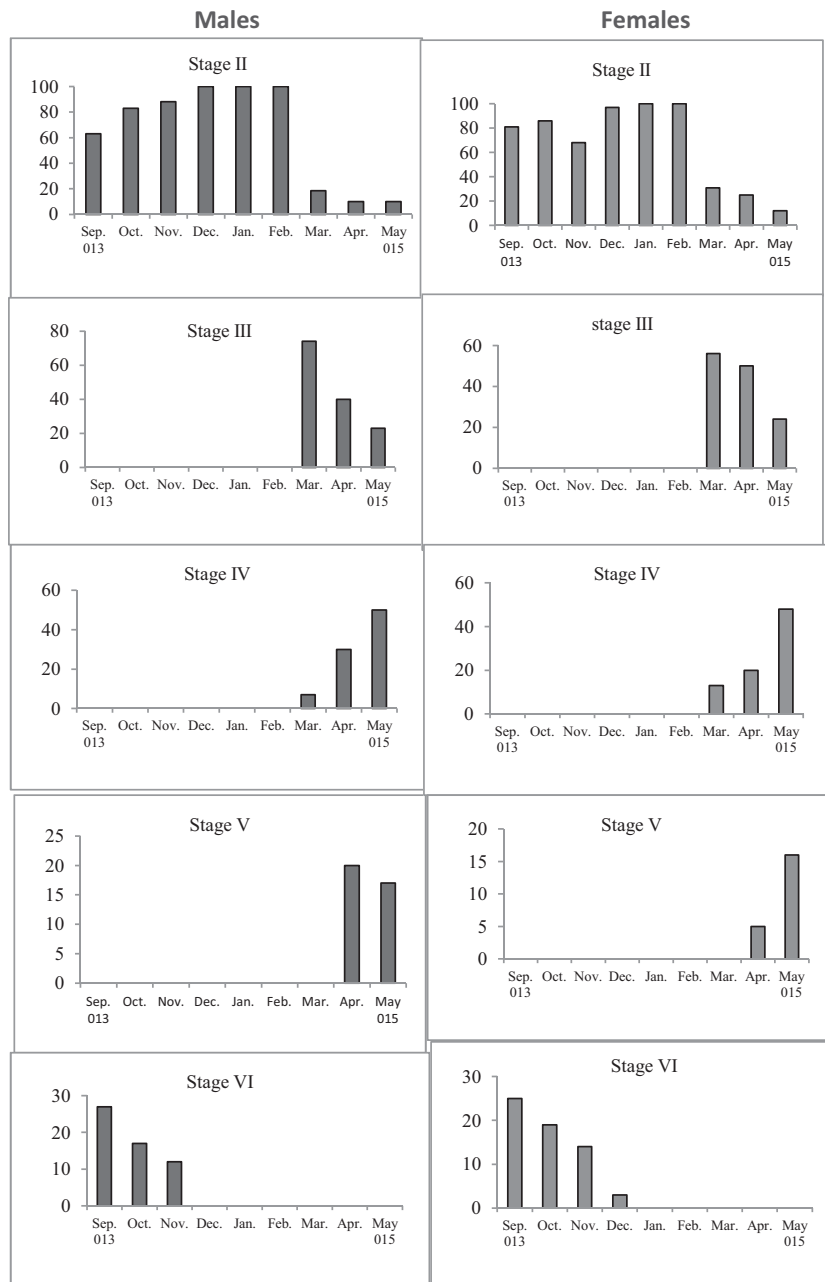 Males
Females
Stage II
100
80
60
40
20
0
Sep. Oct. Nov. Dec. Jan. Feb. Mar. Apr. May
013 015
Stage II
100
80
60
40
20
0
Sep. Oct. Nov. Dec. Jan. Feb. Mar. Apr. May
013 015
Stage III
80
60
40
20
0
Sep. Oct. Nov. Dec. Jan. Feb. Mar. Apr. May
013 015
stage III
60
40
20
0
Sep. Oct. Nov. Dec. Jan. Feb. Mar. Apr. May
013 015
Stage IV
60
40
20
0
Sep. Oct. Nov. Dec. Jan. Feb. Mar. Apr. May
013 015
Stage IV
60
40
20
0
Sep. Oct. Nov. Dec. Jan. Feb. Mar. Apr. May
013 015
Stage V
25
20
15
10
5
0
Sep. Oct. Nov. Dec. Jan. Feb. Mar. Apr. May
013 015
Stage V
20
15
10
5
0
Sep. Oct. Nov. Dec. Jan. Feb. Mar. Apr. May
013 015
Stage VI
30
20
10
0
Sep. Oct. Nov. Dec. Jan. Feb. Mar. Apr. May
013 015
Stage VI
30
20
10
0
Sep. Oct. Nov. Dec. Jan. Feb. Mar. Apr. May
013 015